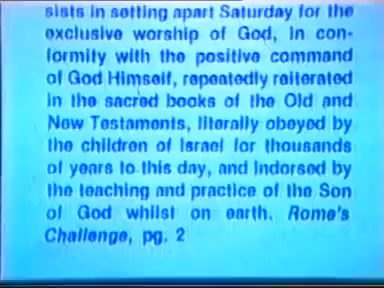 sists in setting apart Saturday for the
exclusive worship of God, in con-
formity with the positive command
of God Himself, repeatedly reiterated
in the sacred books of the Old and
New Testaments, literally obeyed by
the children of Israel for thousands
of years to this day, and indorsed by
the teaching and practice of the Son
of God whilst on earth. Rome's
Challenge, pg. 2